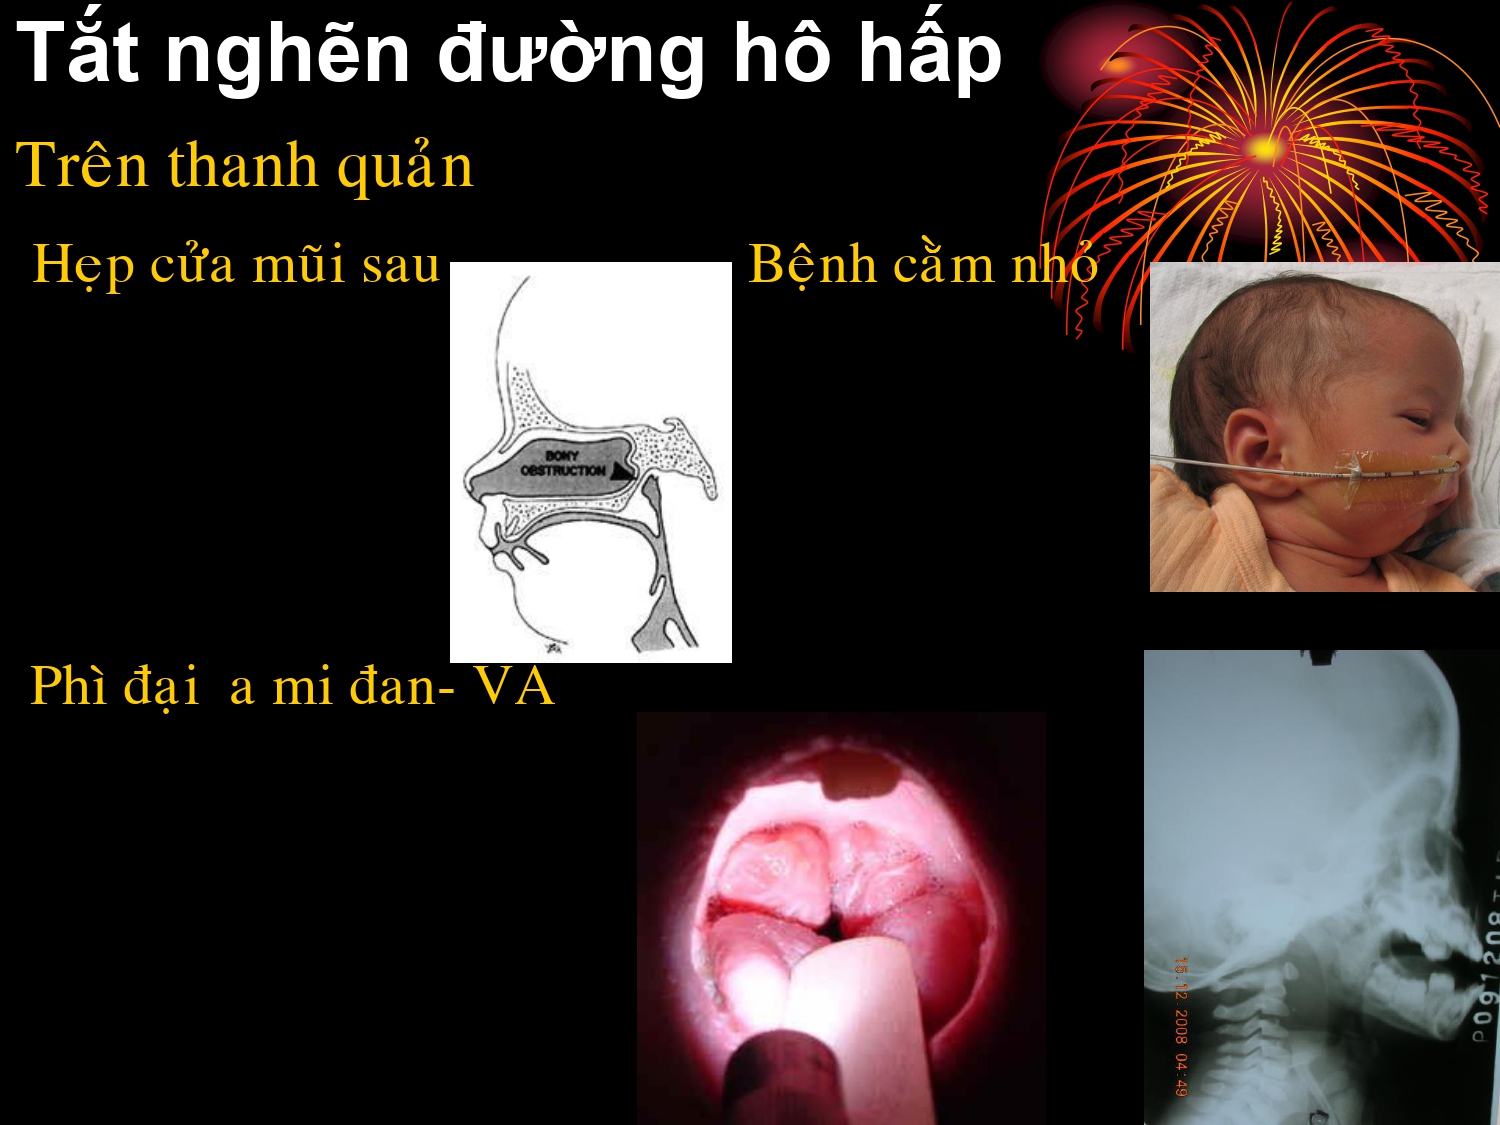 Tắt nghẽn đường hô hấp
Trên thanh quản
Hẹp cửa mũi sau
Bệnh cằm nhỏ
BONY
OBSTRUCTION
Phì đại a mi đan- VA
15.12.2008 04:49